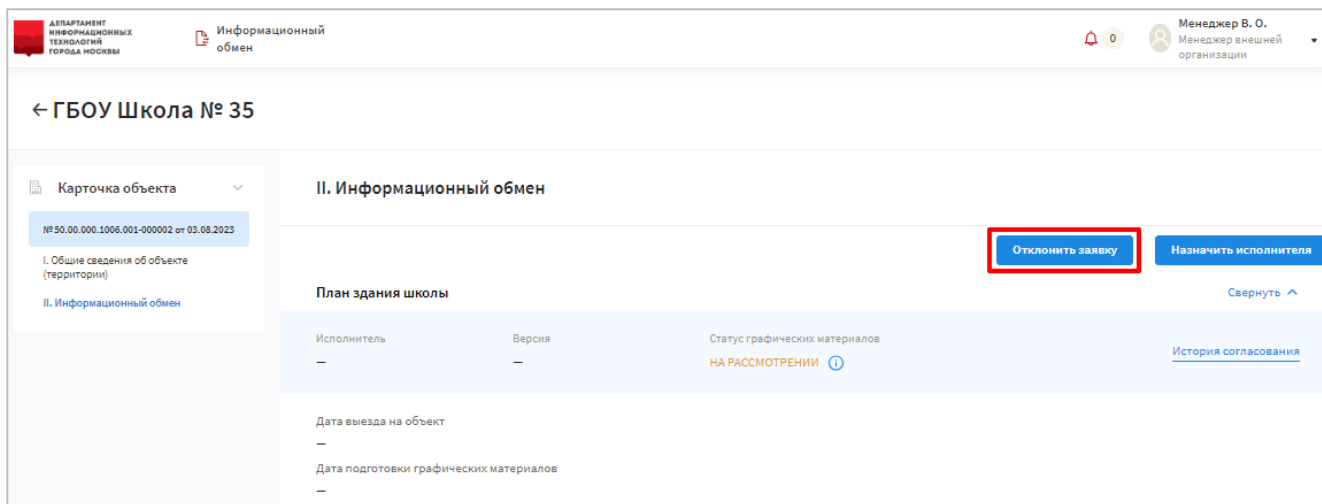 ДЕПАРТАМЕНТ
ИНФОРМАЦИОННЫХ
ТЕХНОЛОГИЙ
ГОРОДА МОСКВЫ
Информационный
обмен
0
Менеджер В. О.
Менеджер внешней
организации
← ГБОУ Школа № 35
Карточка объекта
№ 50.00.000.1006.001-000002 от 03.08.2023
I. Общие сведения об объекте
(территории)
II. Информационный обмен
II. Информационный обмен
Отклонить заявку
Назначить исполнителя
План здания школы
Свернуть
Исполнитель
Версия
Статус графических материалов
–
–
НА РАССМОТРЕНИИ
История согласования
Дата выезда на объект
–
Дата подготовки графических материалов
–